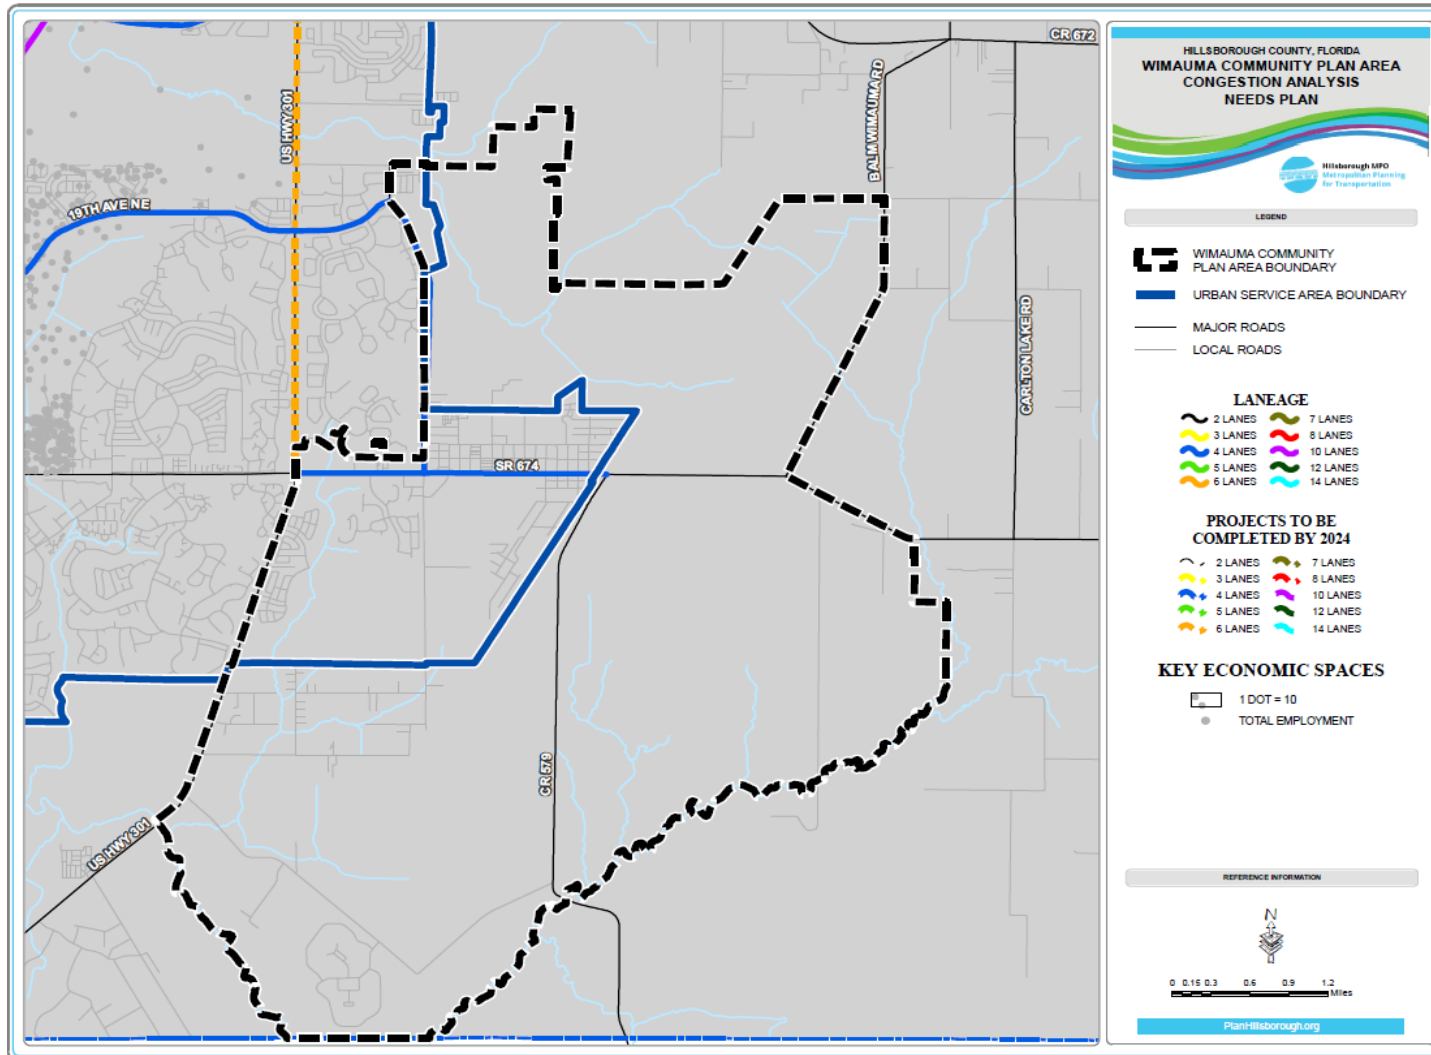 CR 672
US HWY 301
BALM WIMAUMA RD
19TH AVE NE
CARLTON LAKE RD
SR 674
CR 579
US HWY 301
HILLSBOROUGH COUNTY, FLORIDA
WIMAUMA COMMUNITY PLAN AREA
CONGESTION ANALYSIS
NEEDS PLAN
Hillsborough MPO
Metropolitan Planning
for Transportation
LEGEND
WIMAUMA COMMUNITY
PLAN AREA BOUNDARY
URBAN SERVICE AREA BOUNDARY
MAJOR ROADS
LOCAL ROADS
LANEAGE
2 LANES 7 LANES
3 LANES 8 LANES
4 LANES 10 LANES
5 LANES 12 LANES
6 LANES 14 LANES
PROJECTS TO BE
COMPLETED BY 2024
2 LANES 7 LANES
3 LANES 8 LANES
4 LANES 10 LANES
5 LANES 12 LANES
6 LANES 14 LANES
KEY ECONOMIC SPACES
1 DOT = 10
TOTAL EMPLOYMENT
REFERENCE INFORMATION
N
0 0.15 0.3 0.6 0.9 1.2
Miles
PlanHillsborough.org